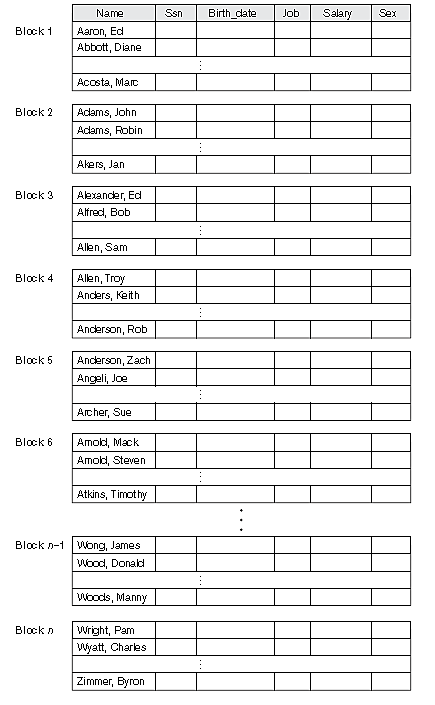 Name Ssn Birth_date Job Salary Sex
Block 1 Aaron, Ed
Abbott, Diane
⋮
Acosta, Marc
Block 2 Adams, John
Adams, Robin
⋮
Akers, Jan
Block 3 Alexander, Ed
Alfred, Bob
⋮
Allen, Sam
Block 4 Allen, Troy
Anders, Keith
⋮
Anderson, Rob
Block 5 Anderson, Zach
Angeli, Joe
⋮
Archer, Sue
Block 6 Arnold, Mack
Arnold, Steven
⋮
Atkins, Timothy
⋮
Block n–1 Wong, James
Wood, Donald
⋮
Woods, Manny
Block n Wright, Pam
Wyatt, Charles
⋮
Zimmer, Byron